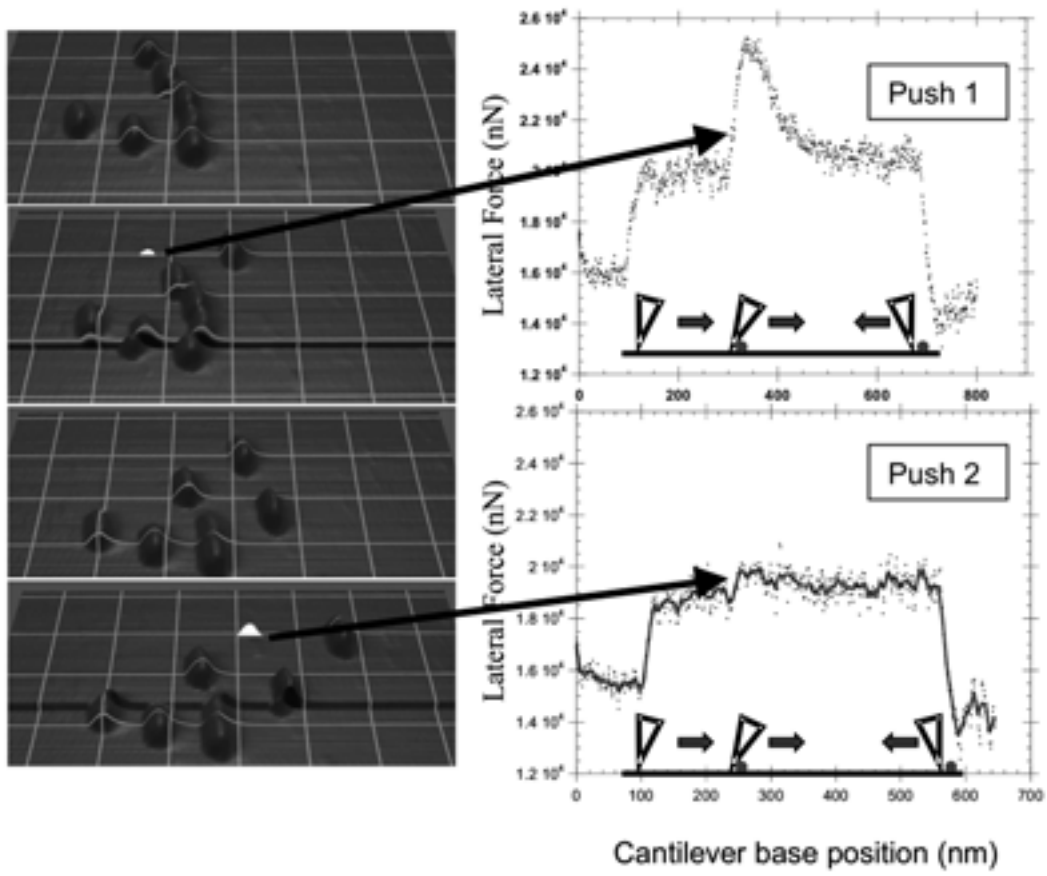 2.6 10⁶
2.4 10⁶
2.2 10⁶
2.0 10⁶
1.8 10⁶
1.6 10⁶
1.4 10⁶
1.2 10⁶
Lateral Force (nN)
Push 1
0 200 400 600 800
2.6 10⁶
2.4 10⁶
2.2 10⁶
2 10⁶
1.8 10⁶
1.6 10⁶
1.4 10⁶
1.2 10⁶
Lateral Force (nN)
Push 2
0 100 200 300 400 500 600 700
Cantilever base position (nm)